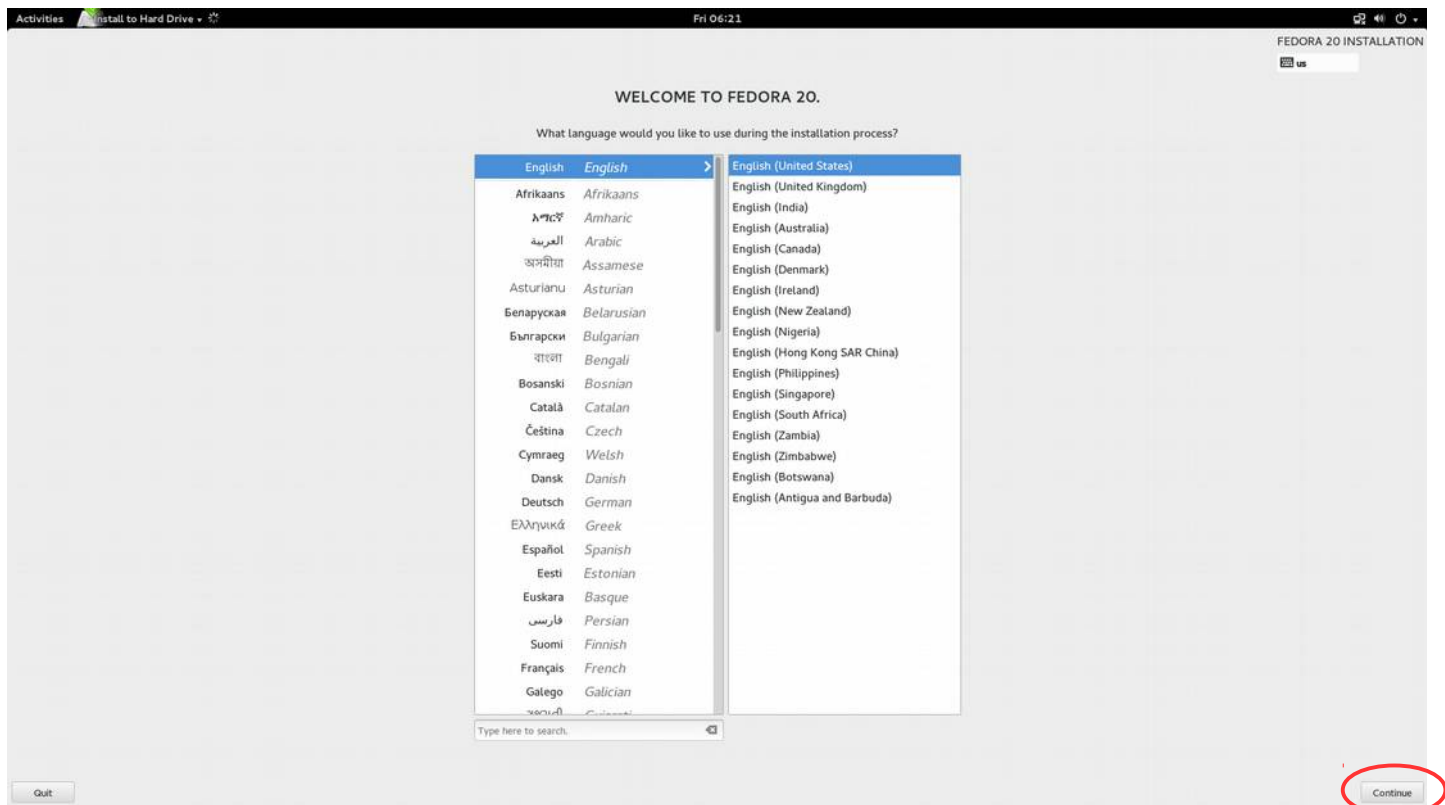 Activities Install to Hard Drive Fri 06:21
FEDORA 20 INSTALLATION
us
WELCOME TO FEDORA 20.
What language would you like to use during the installation process?
English English
Afrikaans Afrikaans
አማርኛ Amharic
العربية Arabic
অসমীয়া Assamese
Asturianu Asturian
Беларуская Belarusian
Български Bulgarian
বাংলা Bengali
Bosanski Bosnian
Català Catalan
Čeština Czech
Cymraeg Welsh
Dansk Danish
Deutsch German
Ελληνικά Greek
Español Spanish
Eesti Estonian
Euskara Basque
فارسی Persian
Suomi Finnish
Français French
Galego Galician
English (United States)
English (United Kingdom)
English (India)
English (Australia)
English (Canada)
English (Denmark)
English (Ireland)
English (New Zealand)
English (Nigeria)
English (Hong Kong SAR China)
English (Philippines)
English (Singapore)
English (South Africa)
English (Zambia)
English (Zimbabwe)
English (Botswana)
English (Antigua and Barbuda)
Type here to search.
Quit Continue